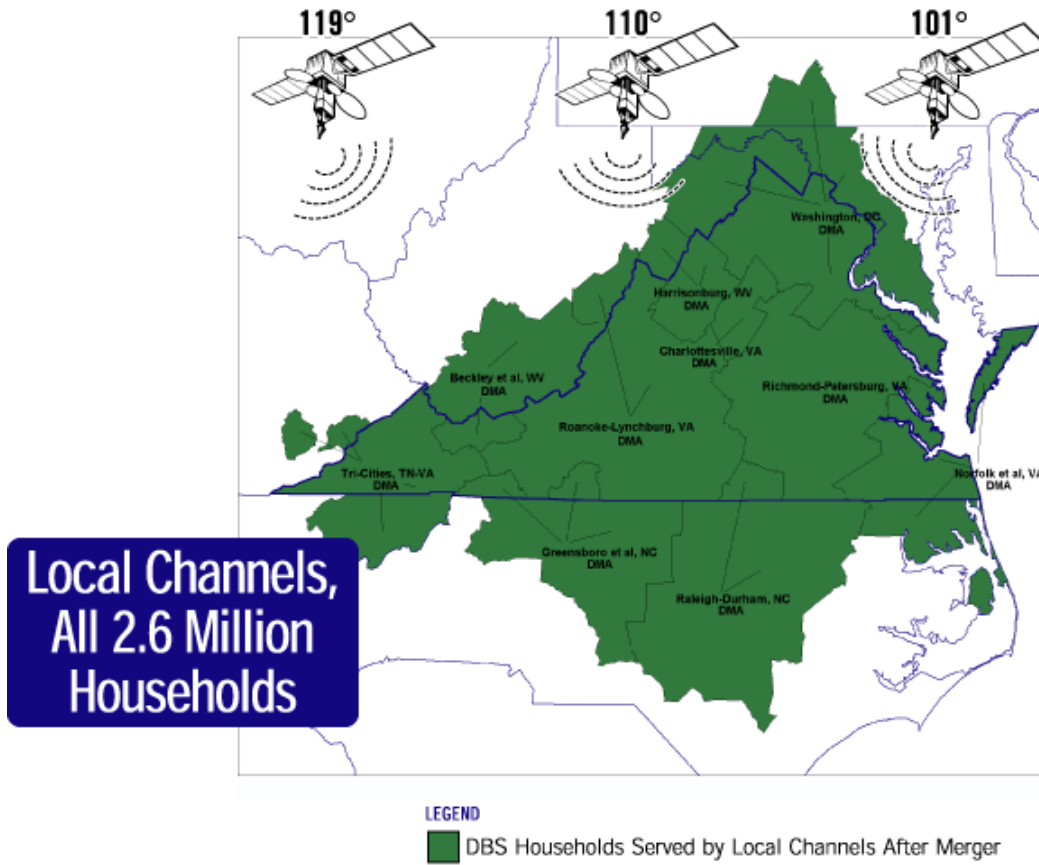 119°
110°
101°
Washington, DC
DMA
Harrisonburg, WV
DMA
Charlottesville, VA
DMA
Beckley et al, WV
DMA
Richmond-Petersburg, VA
DMA
Roanoke-Lynchburg, VA
DMA
Tri-Cities, TN-VA
DMA
Norfolk et al, VA
DMA
Greensboro et al, NC
DMA
Raleigh-Durham, NC
DMA
Local Channels,
All 2.6 Million
Households
LEGEND
DBS Households Served by Local Channels After Merger